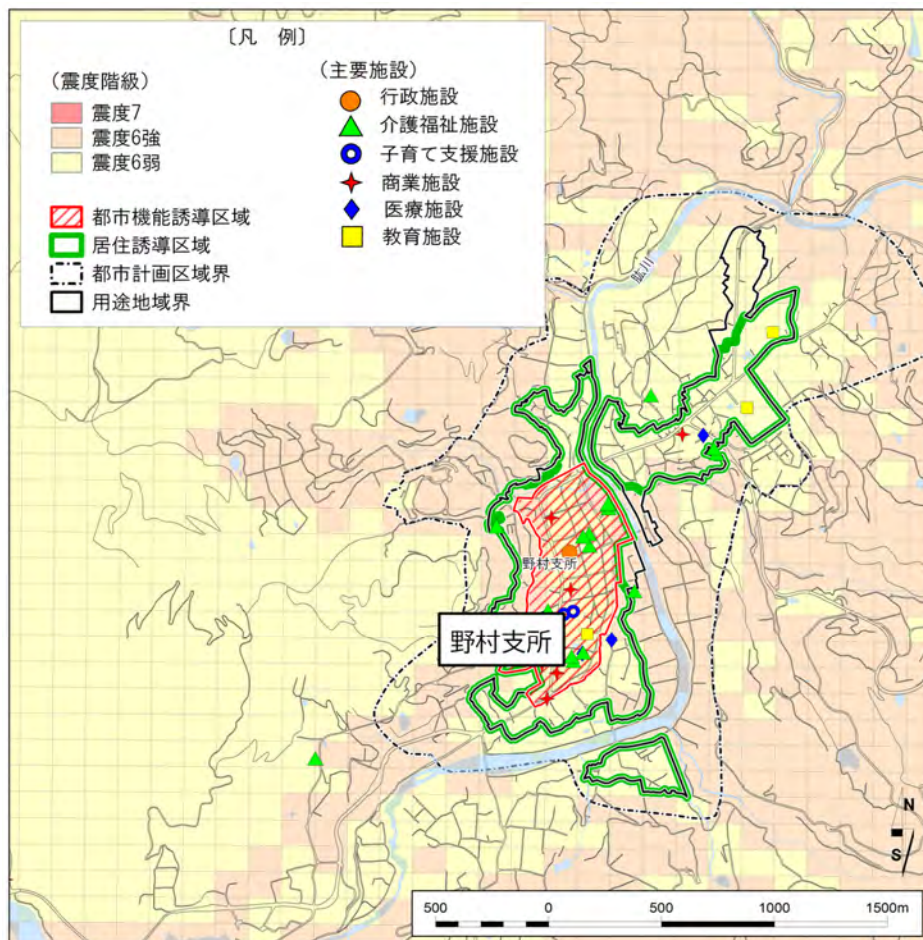 〔凡 例〕
(震度階級)
震度7
震度6強
震度6弱
都市機能誘導区域
居住誘導区域
都市計画区域界
用途地域界
(主要施設)
行政施設
介護福祉施設
子育て支援施設
商業施設
医療施設
教育施設
肱川
野村支所
野村支所
N
S
500 0 500 1000 1500m